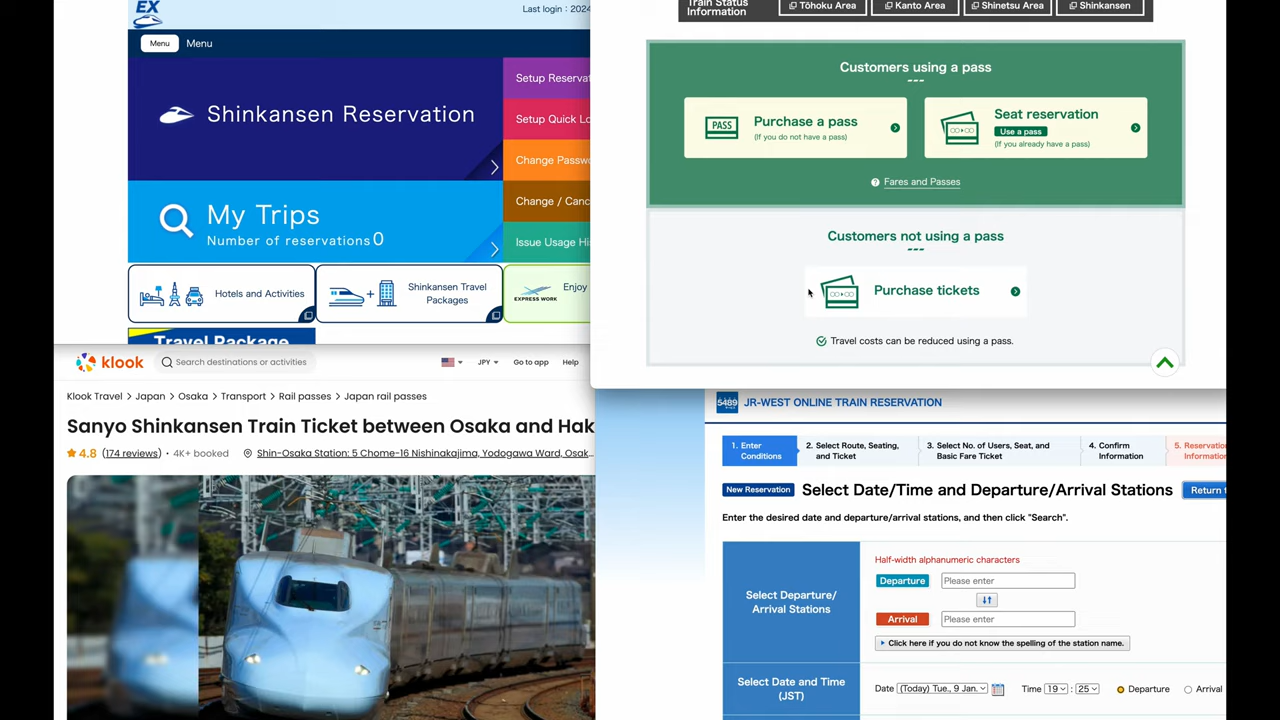 EX
Last login : 2024
Menu
Menu
Shinkansen Reservation
Setup Reserva
Setup Quick Lo
Change Passwo
My Trips
Number of reservations 0
Change / Canc
Issue Usage His
Hotels and Activities
Shinkansen Travel
Packages
EXPRESS WORK
Enjoy
Travel Package
Train Status
Information
Tōhoku Area
Kanto Area
Shinetsu Area
Shinkansen
Customers using a pass
PASS
Purchase a pass
(If you do not have a pass)
Seat reservation
Use a pass
(If you already have a pass)
Fares and Passes
Customers not using a pass
Purchase tickets
Travel costs can be reduced using a pass.
klook
Search destinations or activities
JPY
Go to app
Help
Klook Travel > Japan > Osaka > Transport > Rail passes > Japan rail passes
Sanyo Shinkansen Train Ticket between Osaka and Hak
4.8 (174 reviews) • 4K+ booked
Shin-Osaka Station: 5 Chome-16 Nishinakajima, Yodogawa Ward, Osak...
5489
JR-WEST ONLINE TRAIN RESERVATION
1. Enter
Conditions
2. Select Route, Seating,
and Ticket
3. Select No. of Users, Seat, and
Basic Fare Ticket
4. Confirm
Information
5. Reservatio
Informatio
New Reservation
Select Date/Time and Departure/Arrival Stations
Return t
Enter the desired date and departure/arrival stations, and then click "Search".
Select Departure/
Arrival Stations
Half-width alphanumeric characters
Departure
Please enter
Arrival
Please enter
Click here if you do not know the spelling of the station name.
Select Date and Time
(JST)
Date (Today) Tue., 9 Jan.
Time 19 : 25
Departure
Arrival